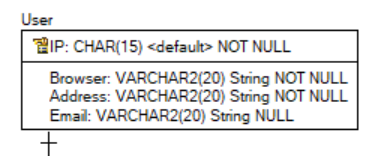 User
IP: CHAR(15) <default> NOT NULL
Browser: VARCHAR2(20) String NOT NULL
Address: VARCHAR2(20) String NOT NULL
Email: VARCHAR2(20) String NULL